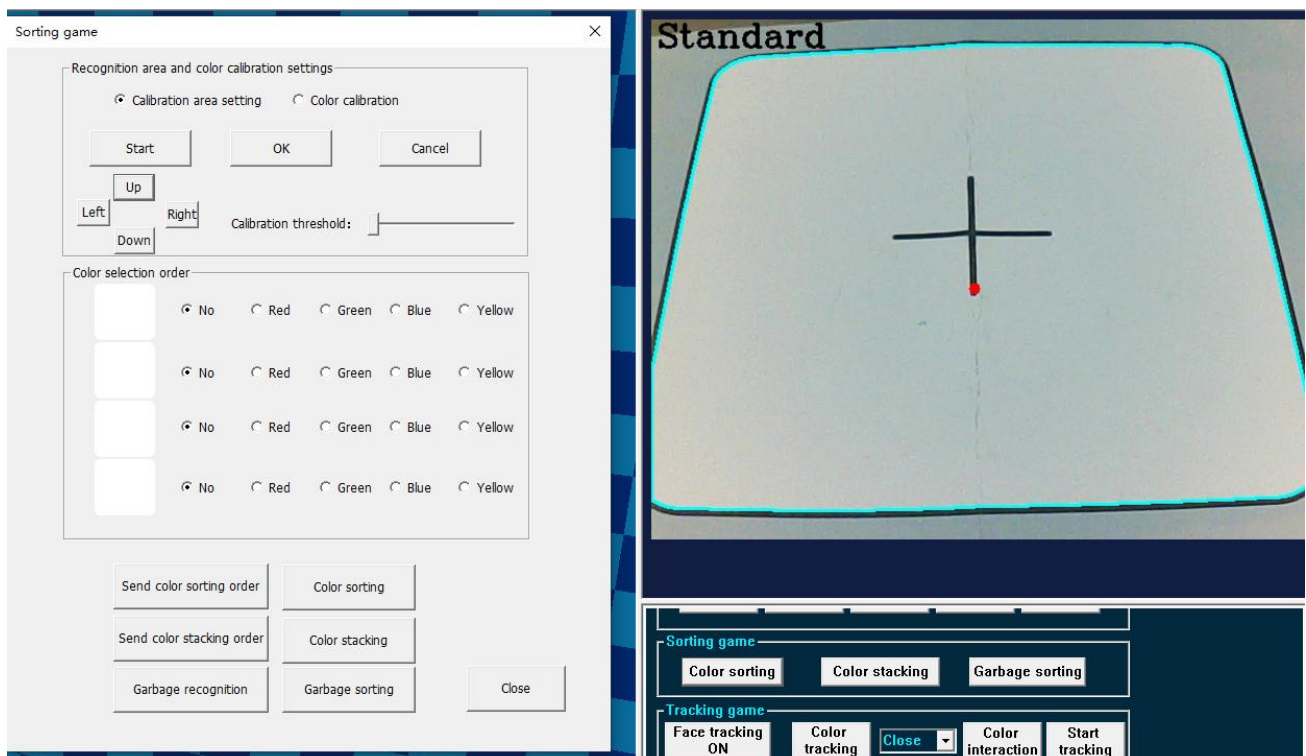 Sorting game
Recognition area and color calibration settings
Calibration area setting Color calibration
Start OK Cancel
Up
Left Right
Calibration threshold:
Down
Color selection order
No Red Green Blue Yellow
No Red Green Blue Yellow
No Red Green Blue Yellow
No Red Green Blue Yellow
Send color sorting order Color sorting
Send color stacking order Color stacking
Garbage recognition Garbage sorting Close
Standard
Sorting game
Color sorting Color stacking Garbage sorting
Tracking game
Face tracking ON Color tracking Close Color interaction Start tracking